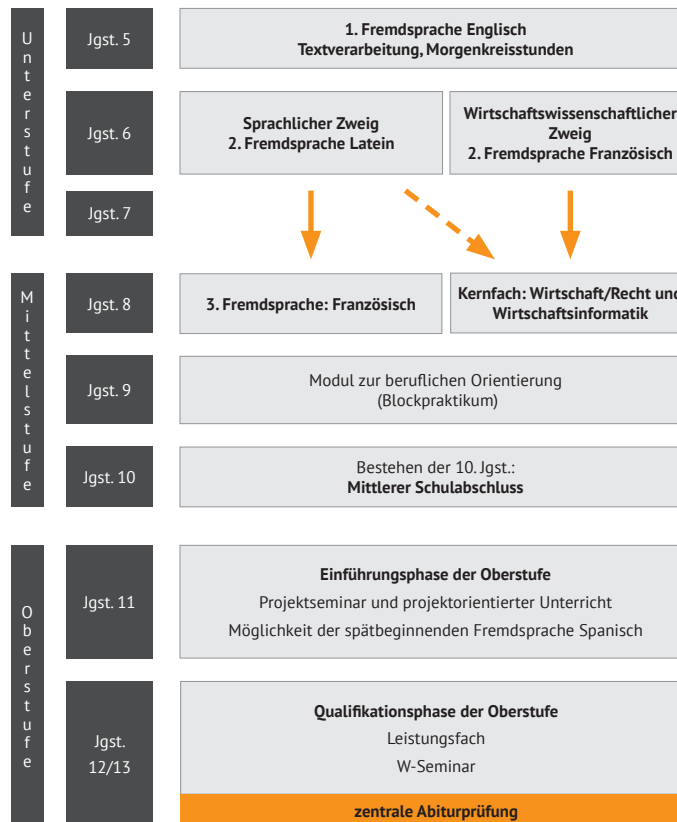 Unterstufe
Jgst. 5
1. Fremdsprache Englisch
Textverarbeitung, Morgenkreisstunden
Jgst. 6
Sprachlicher Zweig
2. Fremdsprache Latein
Wirtschaftswissenschaftlicher
Zweig
2. Fremdsprache Französisch
Jgst. 7
Mittelstufe
Jgst. 8
3. Fremdsprache: Französisch
Kernfach: Wirtschaft/Recht und
Wirtschaftsinformatik
Jgst. 9
Modul zur beruflichen Orientierung
(Blockpraktikum)
Jgst. 10
Bestehen der 10. Jgst.:
Mittlerer Schulabschluss
Oberstufe
Jgst. 11
Einführungsphase der Oberstufe
Projektseminar und projektorientierter Unterricht
Möglichkeit der spätbeginnenden Fremdsprache Spanisch
Jgst.
12/13
Qualifikationsphase der Oberstufe
Leistungsfach
W-Seminar
zentrale Abiturprüfung